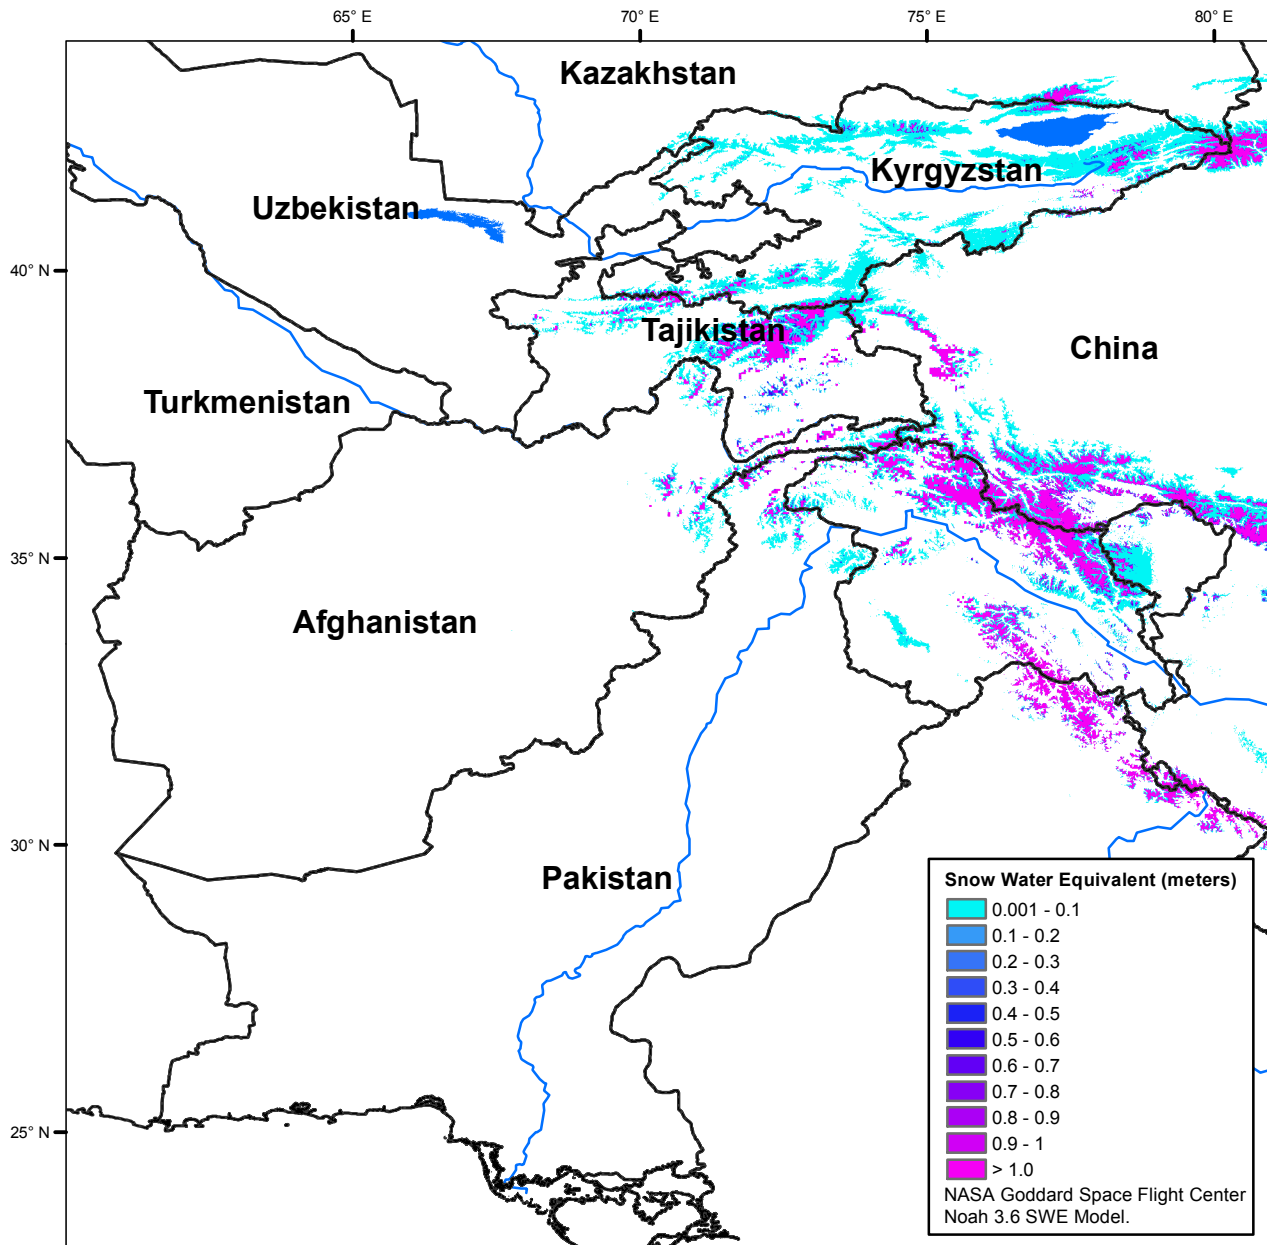 65° E
70° E
75° E
80° E
Kazakhstan
Kyrgyzstan
Uzbekistan
40° N
Tajikistan
China
Turkmenistan
35° N
Afghanistan
30° N
Pakistan
25° N
Snow Water Equivalent (meters)
0.001 - 0.1
0.1 - 0.2
0.2 - 0.3
0.3 - 0.4
0.4 - 0.5
0.5 - 0.6
0.6 - 0.7
0.7 - 0.8
0.8 - 0.9
0.9 - 1
> 1.0
NASA Goddard Space Flight Center
Noah 3.6 SWE Model.